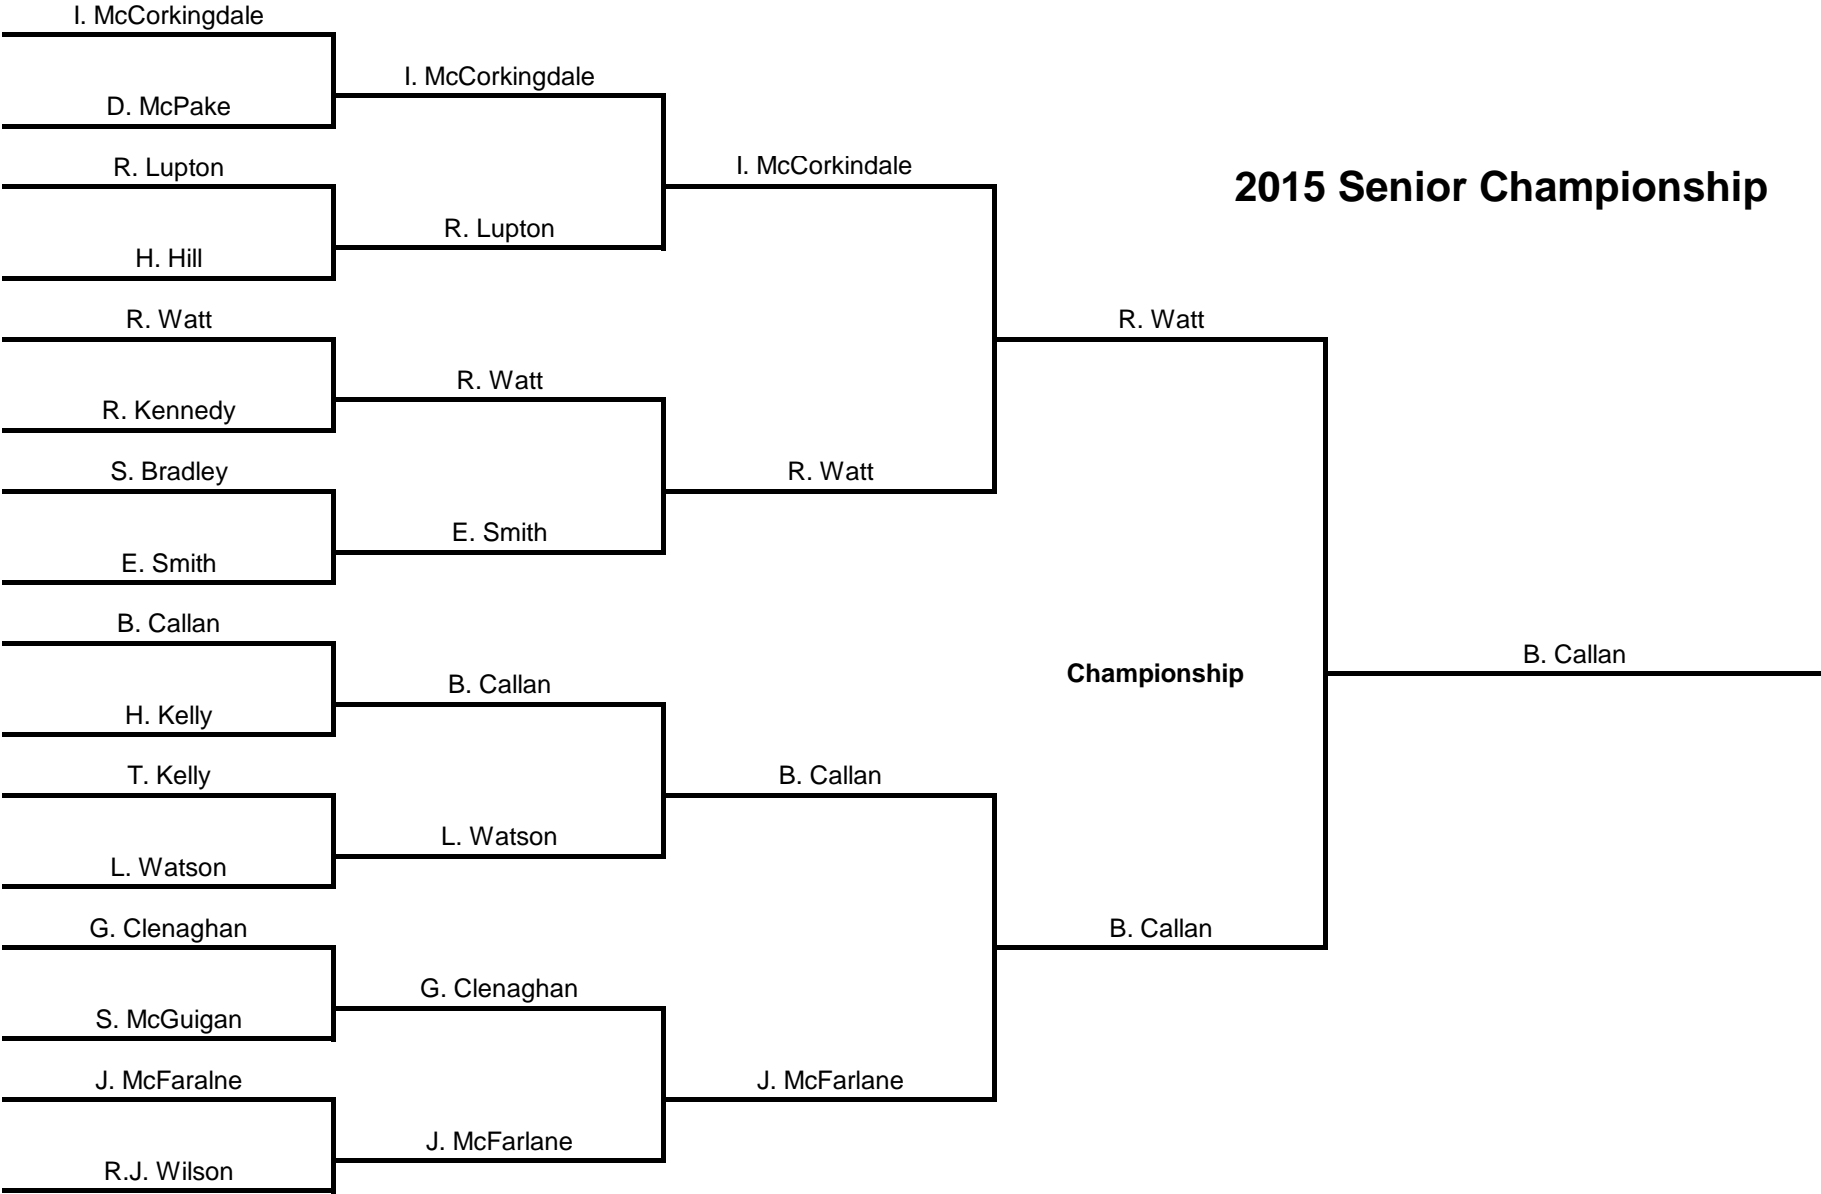 I. McCorkingdale
I. McCorkingdale
D. McPake
I. McCorkindale
R. Lupton
2015 Senior Championship
R. Lupton
H. Hill
R. Watt
R. Watt
R. Watt
R. Kennedy
S. Bradley
R. Watt
E. Smith
E. Smith
B. Callan
B. Callan
Championship
B. Callan
H. Kelly
T. Kelly
B. Callan
L. Watson
L. Watson
G. Clenaghan
B. Callan
G. Clenaghan
S. McGuigan
J. McFaralne
J. McFarlane
J. McFarlane
R.J. Wilson